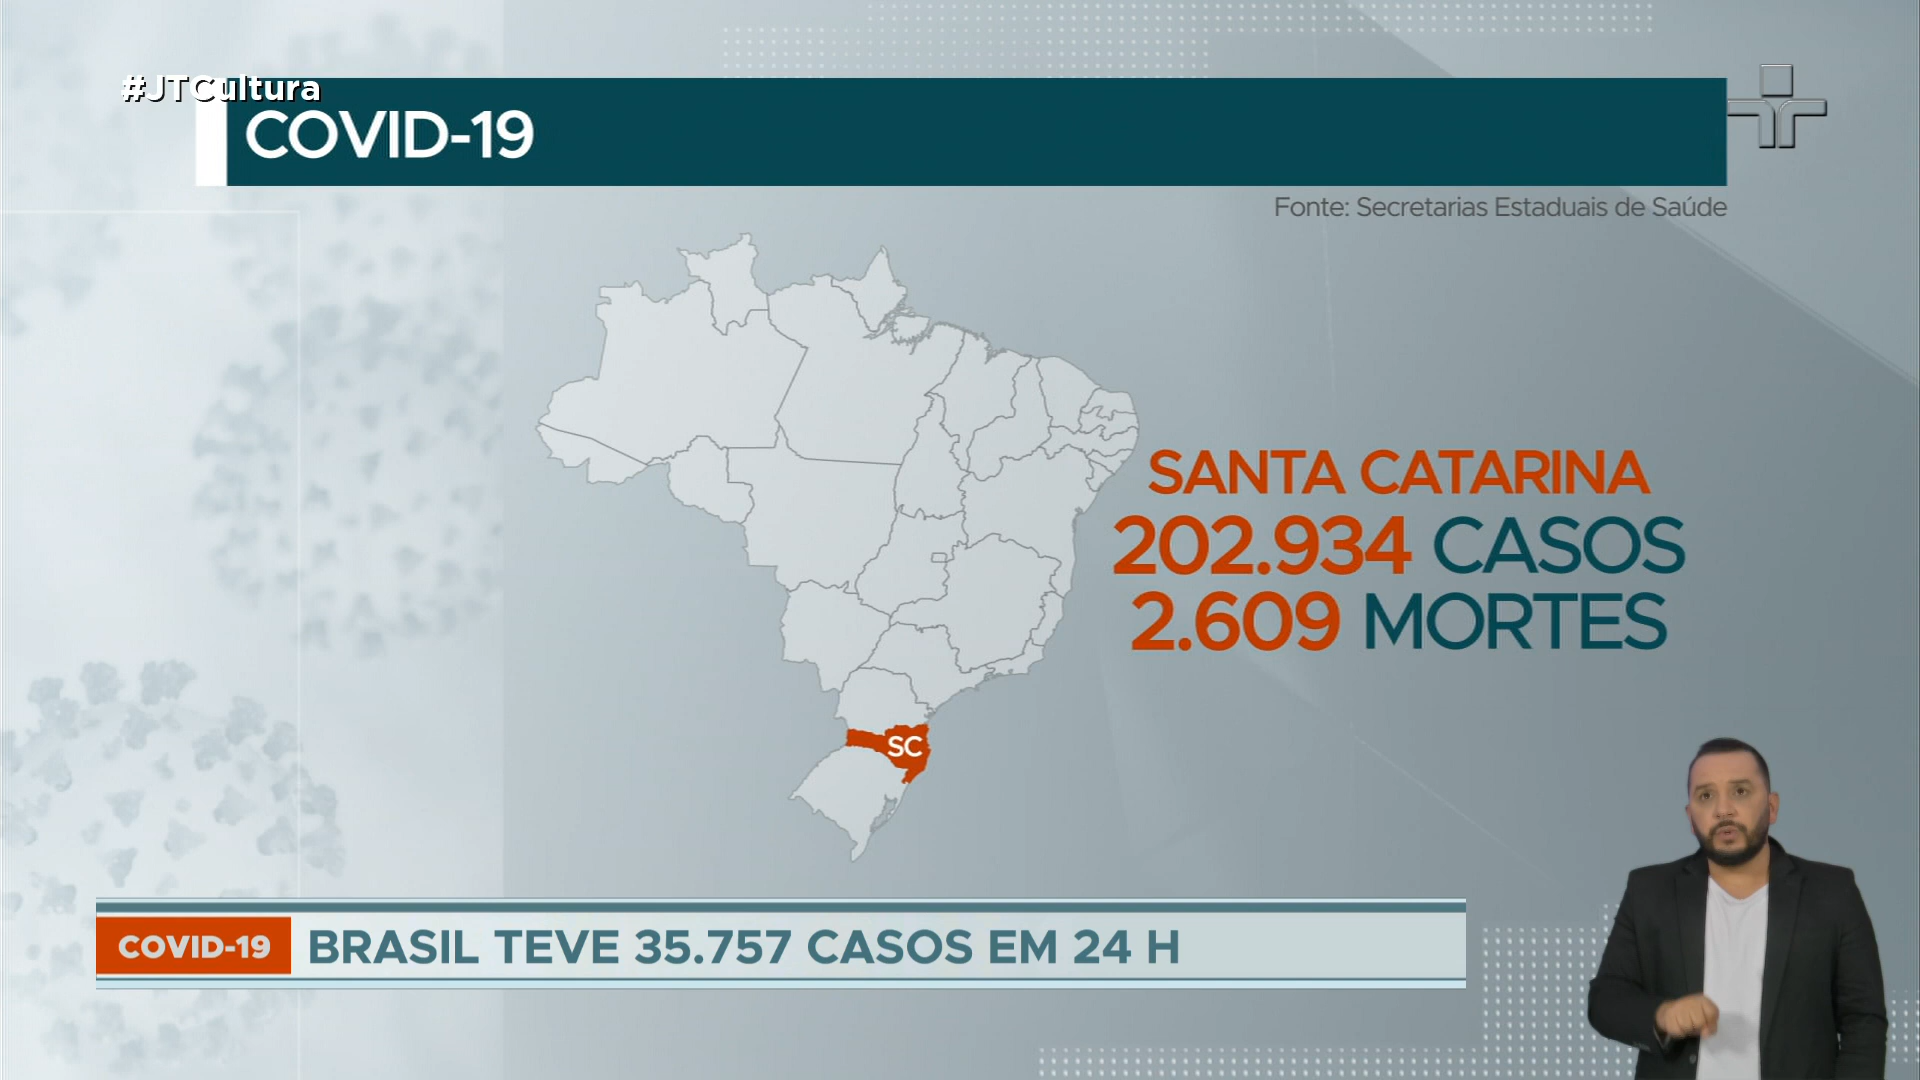 #JTCultura
COVID-19
Fonte: Secretarias Estaduais de Saúde
SANTA CATARINA
202.934 CASOS
2.609 MORTES
SC
COVID-19 BRASIL TEVE 35.757 CASOS EM 24 H